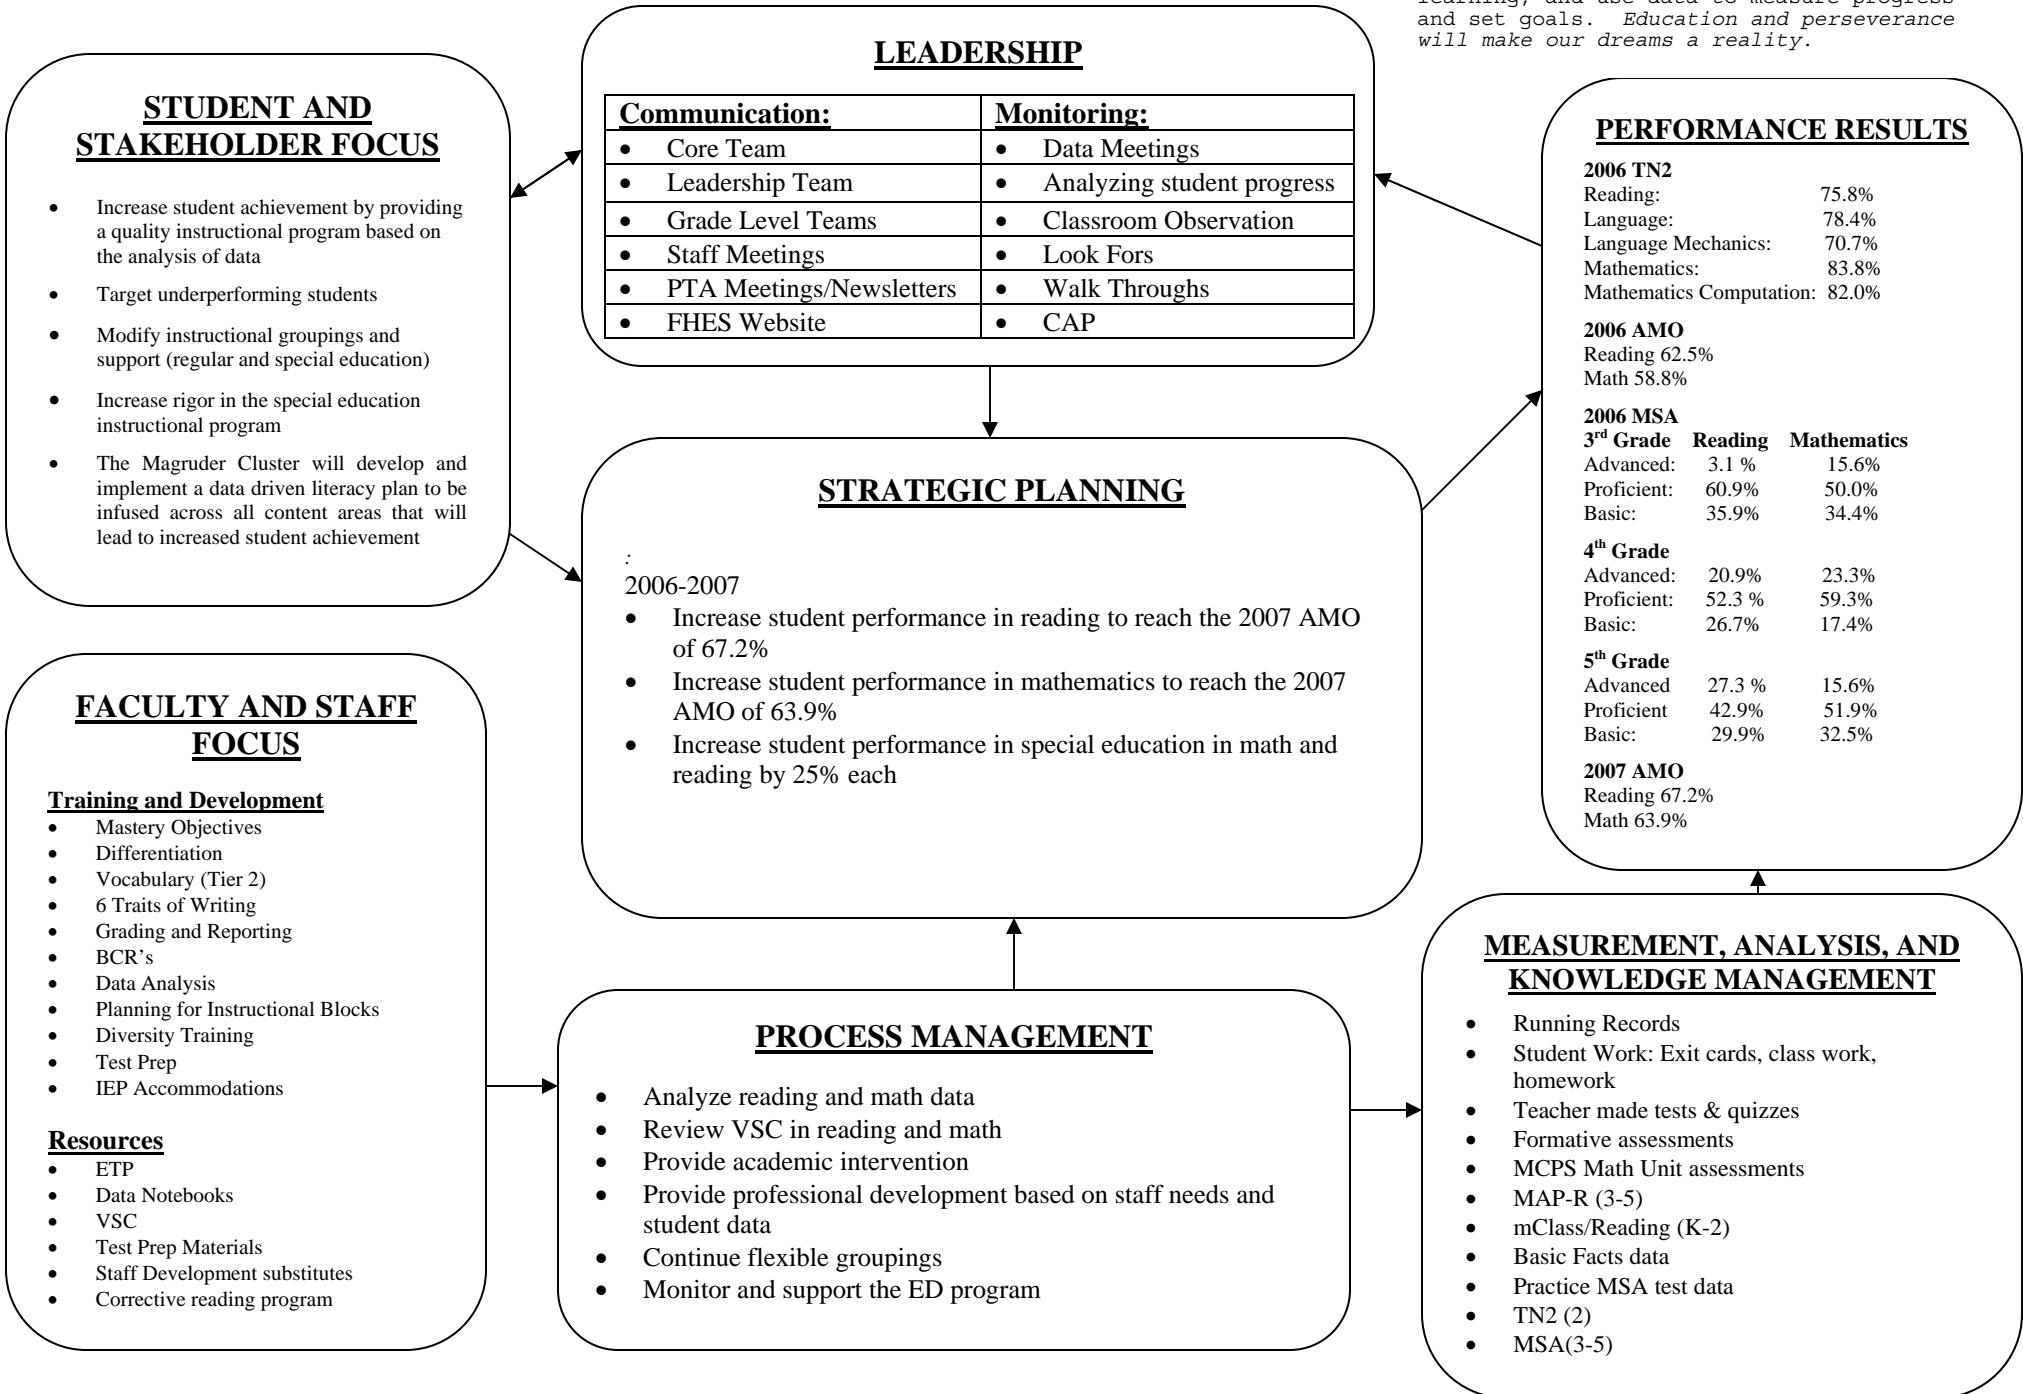 learning, and use data to measure progress
and set goals.  Education and perseverance
will make our dreams a reality.
STUDENT AND
STAKEHOLDER FOCUS
• Increase student achievement by providing
a quality instructional program based on
the analysis of data
• Target underperforming students
• Modify instructional groupings and
support (regular and special education)
• Increase rigor in the special education
instructional program
• The Magruder Cluster will develop and
implement a data driven literacy plan to be
infused across all content areas that will
lead to increased student achievement
LEADERSHIP
Communication: Monitoring:
• Core Team • Data Meetings
• Leadership Team • Analyzing student progress
• Grade Level Teams • Classroom Observation
• Staff Meetings • Look Fors
• PTA Meetings/Newsletters • Walk Throughs
• FHES Website • CAP
PERFORMANCE RESULTS
2006 TN2
Reading: 75.8%
Language: 78.4%
Language Mechanics: 70.7%
Mathematics: 83.8%
Mathematics Computation: 82.0%
2006 AMO
Reading 62.5%
Math 58.8%
2006 MSA
3rd Grade Reading Mathematics
Advanced: 3.1 % 15.6%
Proficient: 60.9% 50.0%
Basic: 35.9% 34.4%
4th Grade
Advanced: 20.9% 23.3%
Proficient: 52.3 % 59.3%
Basic: 26.7% 17.4%
5th Grade
Advanced 27.3 % 15.6%
Proficient 42.9% 51.9%
Basic: 29.9% 32.5%
2007 AMO
Reading 67.2%
Math 63.9%
STRATEGIC PLANNING
:
2006-2007
• Increase student performance in reading to reach the 2007 AMO
of 67.2%
• Increase student performance in mathematics to reach the 2007
AMO of 63.9%
• Increase student performance in special education in math and
reading by 25% each
FACULTY AND STAFF
FOCUS
Training and Development
• Mastery Objectives
• Differentiation
• Vocabulary (Tier 2)
• 6 Traits of Writing
• Grading and Reporting
• BCR’s
• Data Analysis
• Planning for Instructional Blocks
• Diversity Training
• Test Prep
• IEP Accommodations
Resources
• ETP
• Data Notebooks
• VSC
• Test Prep Materials
• Staff Development substitutes
• Corrective reading program
PROCESS MANAGEMENT
• Analyze reading and math data
• Review VSC in reading and math
• Provide academic intervention
• Provide professional development based on staff needs and
student data
• Continue flexible groupings
• Monitor and support the ED program
MEASUREMENT, ANALYSIS, AND
KNOWLEDGE MANAGEMENT
• Running Records
• Student Work: Exit cards, class work,
homework
• Teacher made tests & quizzes
• Formative assessments
• MCPS Math Unit assessments
• MAP-R (3-5)
• mClass/Reading (K-2)
• Basic Facts data
• Practice MSA test data
• TN2 (2)
• MSA(3-5)